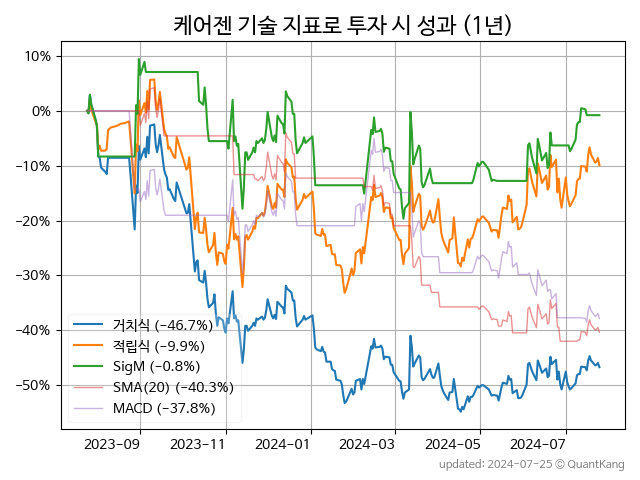 케어젠 기술 지표로 투자 시 성과 (1년)
10%
0%
−10%
−20%
−30%
−40%
−50%
거치식 (−46.7%)
적립식 (−9.9%)
SigM (−0.8%)
SMA(20) (−40.3%)
MACD (−37.8%)
2023−09 2023−11 2024−01 2024−03 2024−05 2024−07
updated: 2024-07-25 © QuantKang